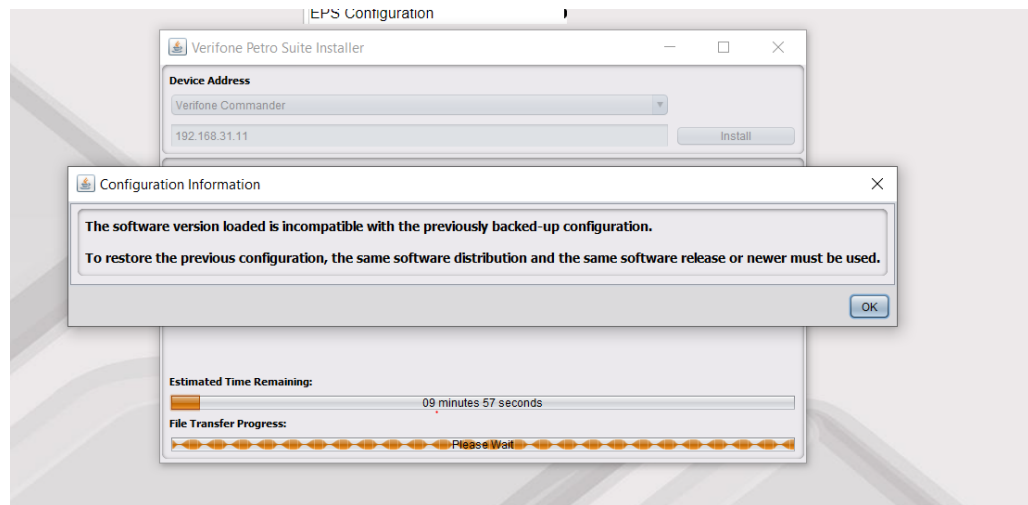 EPS Configuration
Verifone Petro Suite Installer
Device Address
Verifone Commander
192.168.31.11
Install
Configuration Information
The software version loaded is incompatible with the previously backed-up configuration.
To restore the previous configuration, the same software distribution and the same software release or newer must be used.
OK
Estimated Time Remaining:
09 minutes 57 seconds
File Transfer Progress:
Please Wait